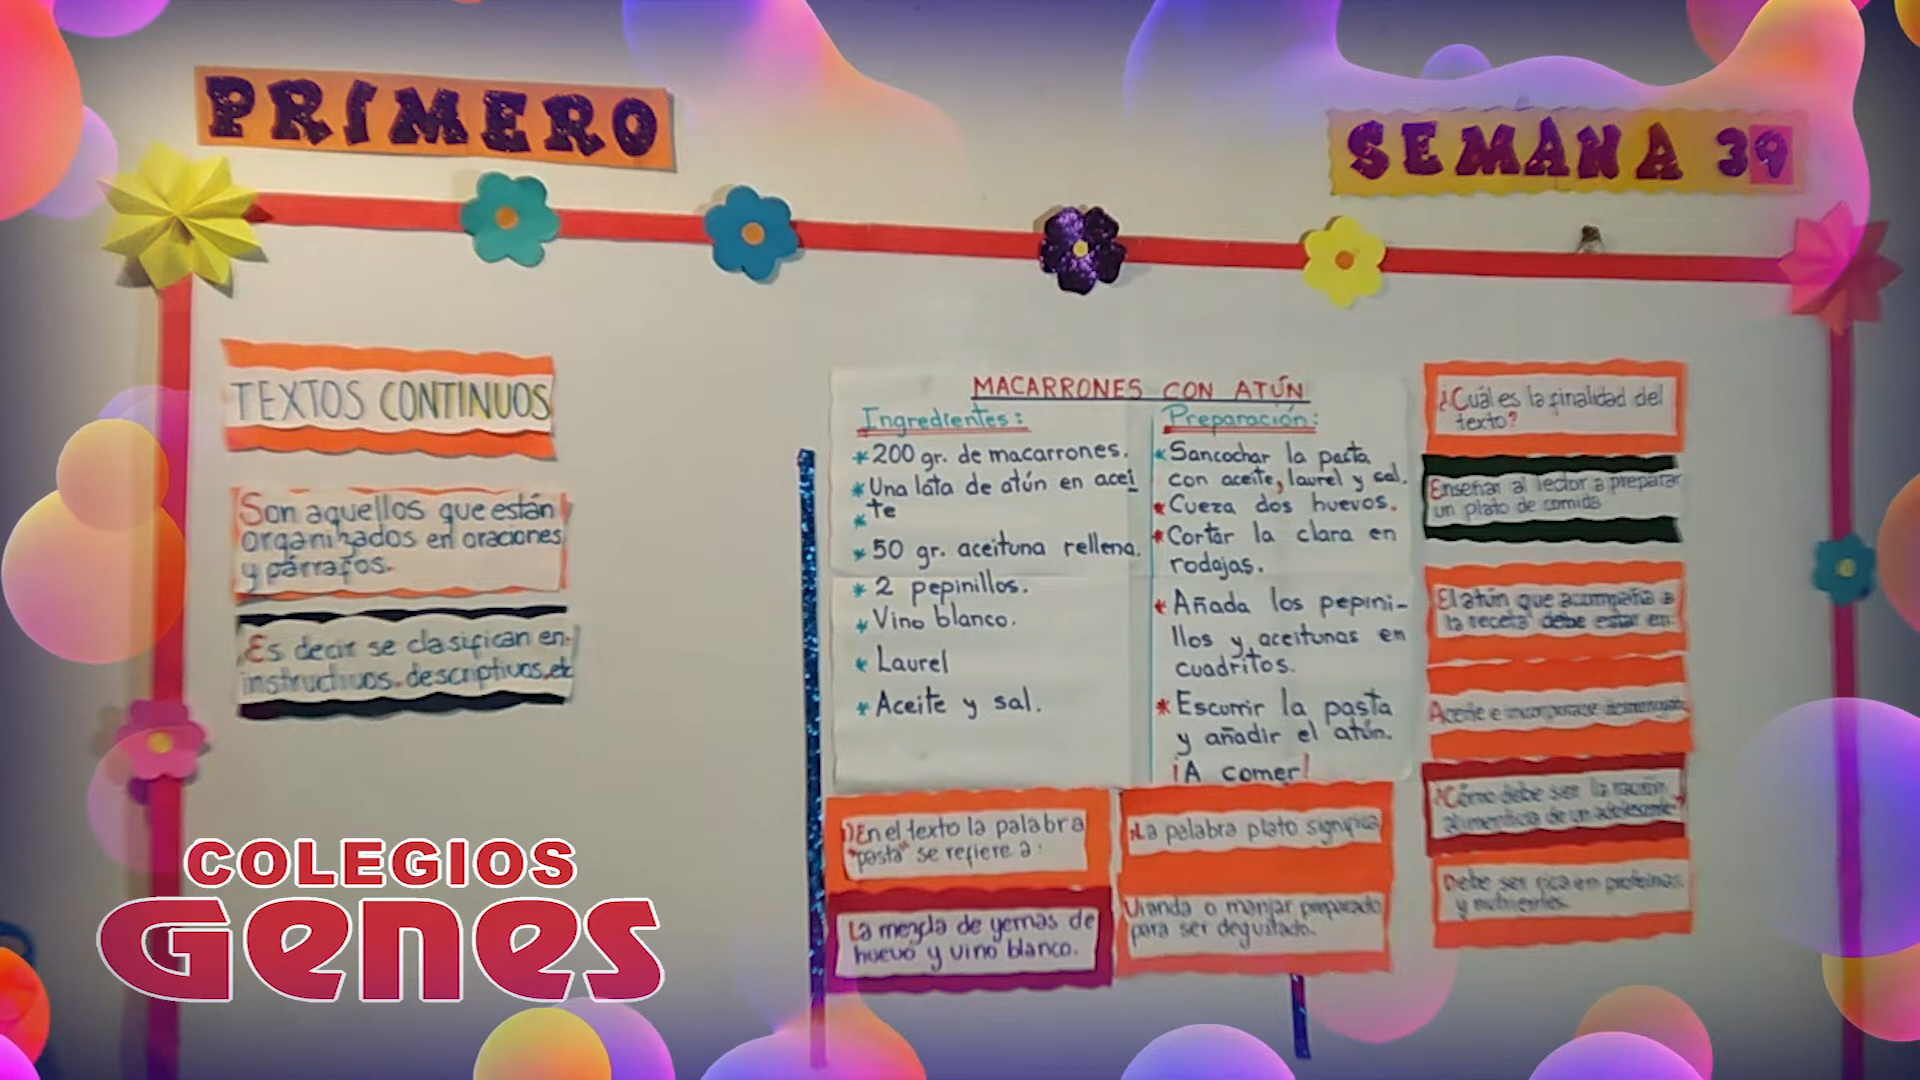 PRIMERO
SEMANA 39
TEXTOS CONTINUOS
Son aquellos que están
organizados en oraciones
y párrafos.
Es decir se clasifican en:
instructivos, descriptivos, etc
MACARRONES CON ATÚN
Ingredientes:
* 200 gr. de macarrones.
* Una lata de atún en acei
* te
* 50 gr. aceituna rellena.
* 2 pepinillos.
* Vino blanco.
* Laurel
* Aceite y sal.
Preparación:
* Sancochar la pasta
con aceite, laurel y sal.
* Cueza dos huevos.
* Cortar la clara en
rodajas.
* Añada los pepini-
llos y aceitunas en
cuadritos.
* Escurrir la pasta
y añadir el atún.
¡A comer!
En el texto la palabra
"pasta" se refiere a:
La mezcla de yemas de
huevo y vino blanco.
La palabra plato significa
Vianda o manjar preparado
para ser degustado.
¿Cuál es la finalidad del
texto?
Enseñar al lector a preparar
un plato de comida
El atún que acompaña a
la receta debe estar en:
Aceite e incorporarse
¿Cómo debe ser la ración
alimenticia de un adolescente?
Debe ser rica en proteínas
y nutrientes.
COLEGIOS
Genes